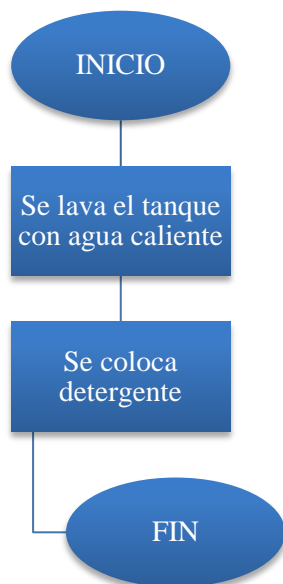 INICIO
Se lava el tanque
con agua caliente
Se coloca
detergente
FIN